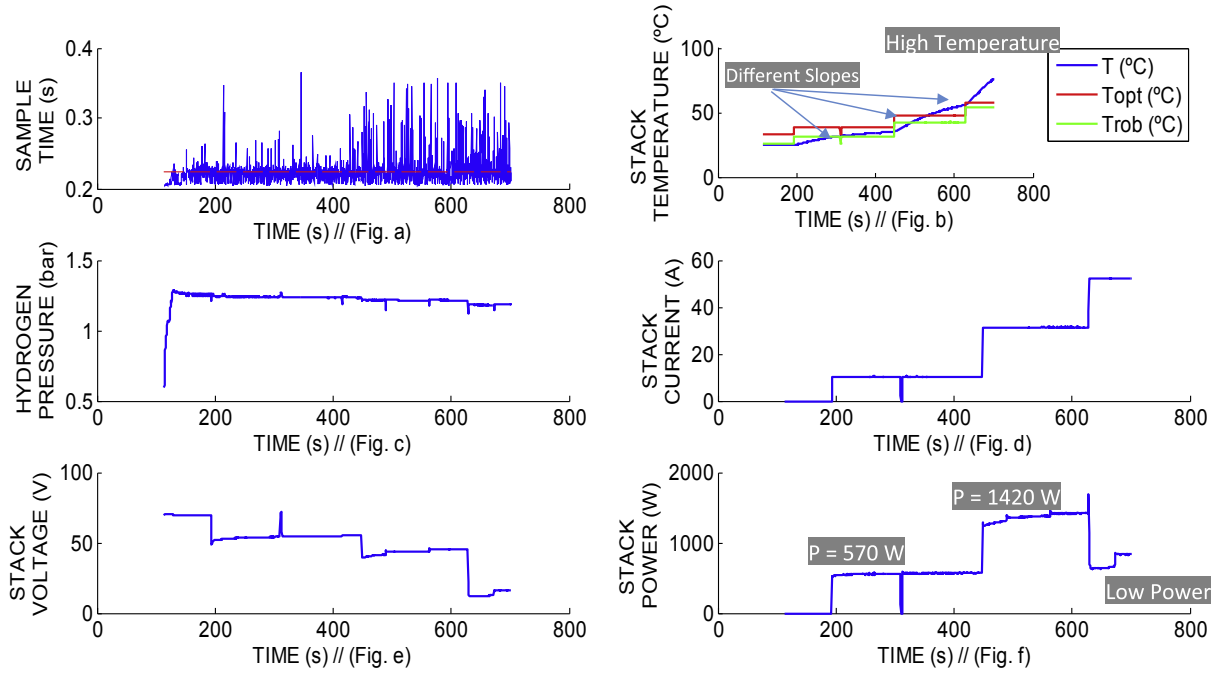 SAMPLE
TIME (s)
0.4
0.3
0.2
0
200
400
600
800
TIME (s) // (Fig. a)
STACK
TEMPERATURE (ºC)
100
50
0
High Temperature
Different Slopes
T (ºC)
Topt (ºC)
Trob (ºC)
0
200
400
600
800
TIME (s) // (Fig. b)
HYDROGEN
PRESSURE (bar)
1.5
1
0.5
0
200
400
600
800
TIME (s) // (Fig. c)
STACK
CURRENT (A)
60
40
20
0
0
200
400
600
800
TIME (s) // (Fig. d)
STACK
VOLTAGE (V)
100
50
0
0
200
400
600
800
TIME (s) // (Fig. e)
STACK
POWER (W)
2000
1000
0
P = 1420 W
P = 570 W
Low Power
0
200
400
600
800
TIME (s) // (Fig. f)